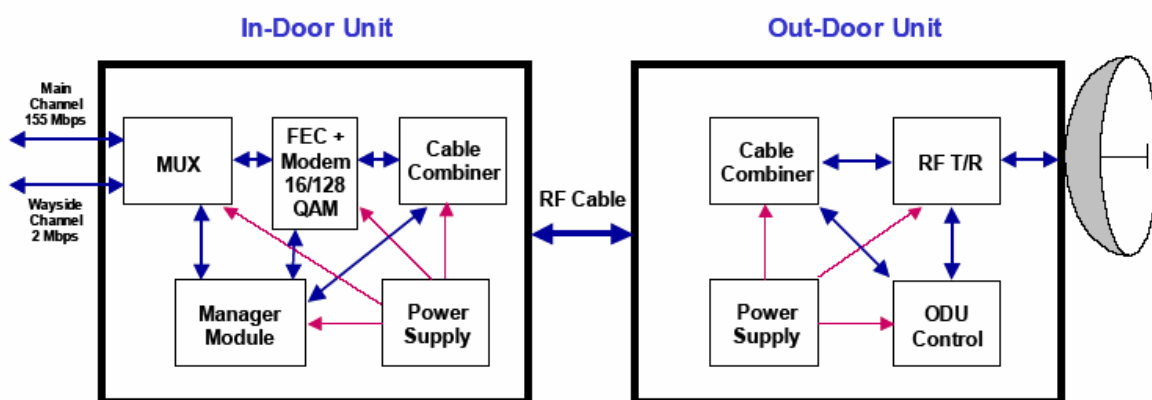 In-Door Unit
Out-Door Unit
Main
Channel
155 Mbps
Wayside
Channel
2 Mbps
MUX
FEC +
Modem
16/128
QAM
Cable
Combiner
Manager
Module
Power
Supply
RF Cable
Cable
Combiner
RF T/R
Power
Supply
ODU
Control